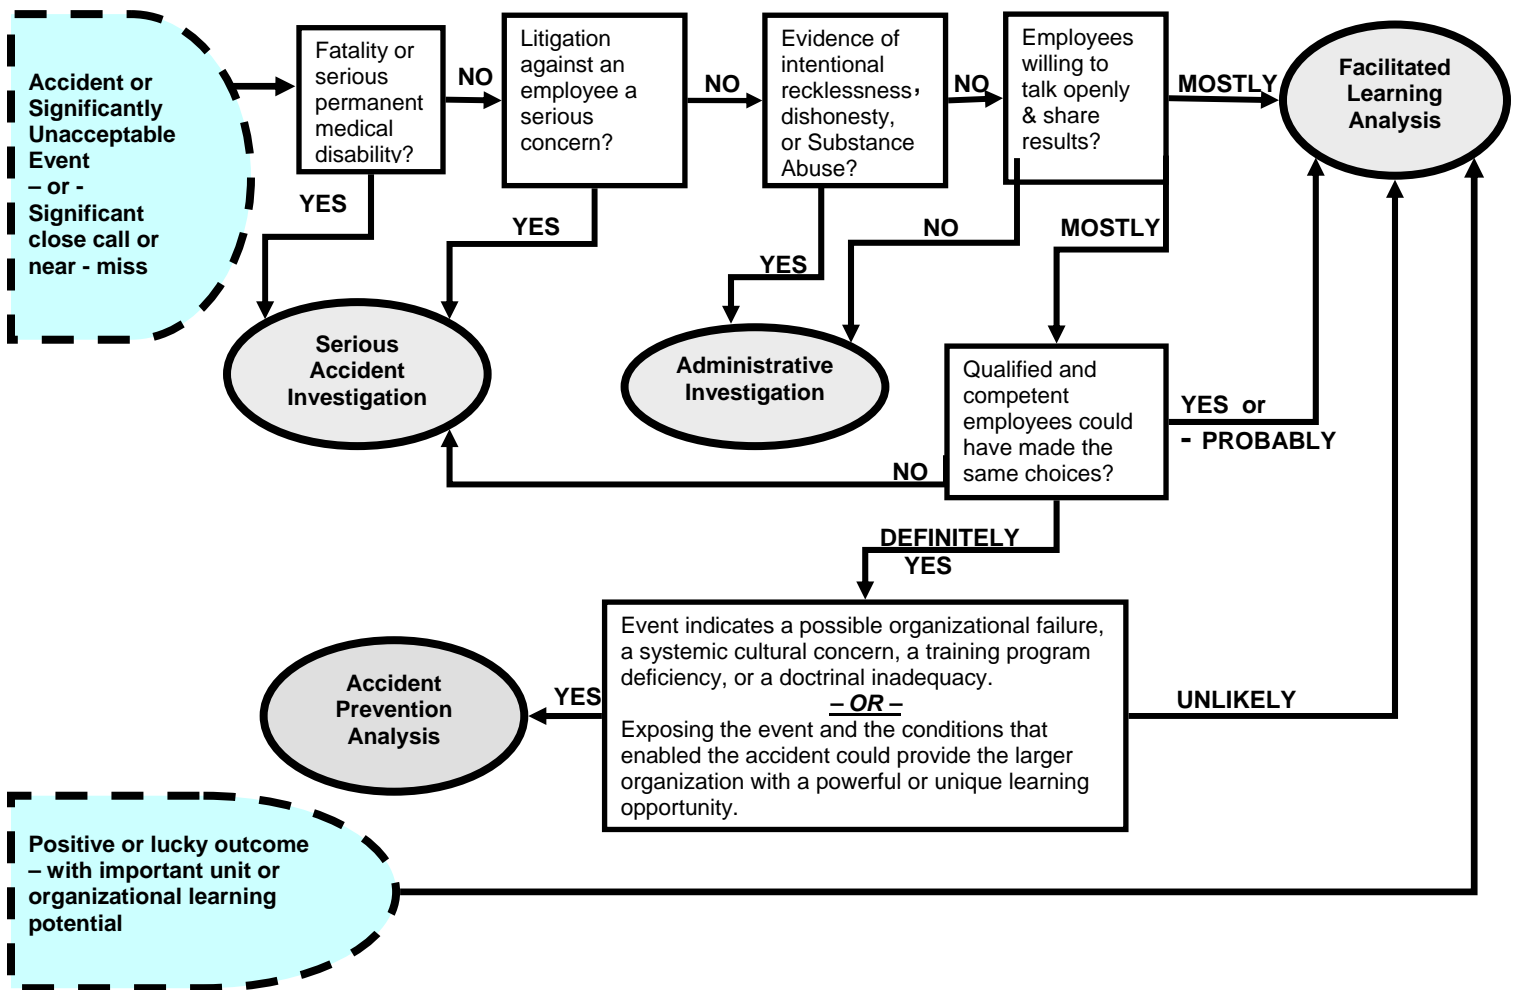 Accident or
Significantly
Unacceptable
Event
– or -
Significant
close call or
near - miss
Fatality or
serious
permanent
medical
disability?
NO
YES
Litigation
against an
employee a
serious
concern?
NO
YES
Evidence of
intentional
recklessness,
dishonesty,
or Substance
Abuse?
NO
YES
Employees
willing to
talk openly
& share
results?
MOSTLY
NO
MOSTLY
Facilitated
Learning
Analysis
Serious
Accident
Investigation
Administrative
Investigation
Qualified and
competent
employees could
have made the
same choices?
YES or
- PROBABLY
NO
DEFINITELY
YES
Event indicates a possible organizational failure,
a systemic cultural concern, a training program
deficiency, or a doctrinal inadequacy.
– OR –
Exposing the event and the conditions that
enabled the accident could provide the larger
organization with a powerful or unique learning
opportunity.
YES
UNLIKELY
Accident
Prevention
Analysis
Positive or lucky outcome
– with important unit or
organizational learning
potential